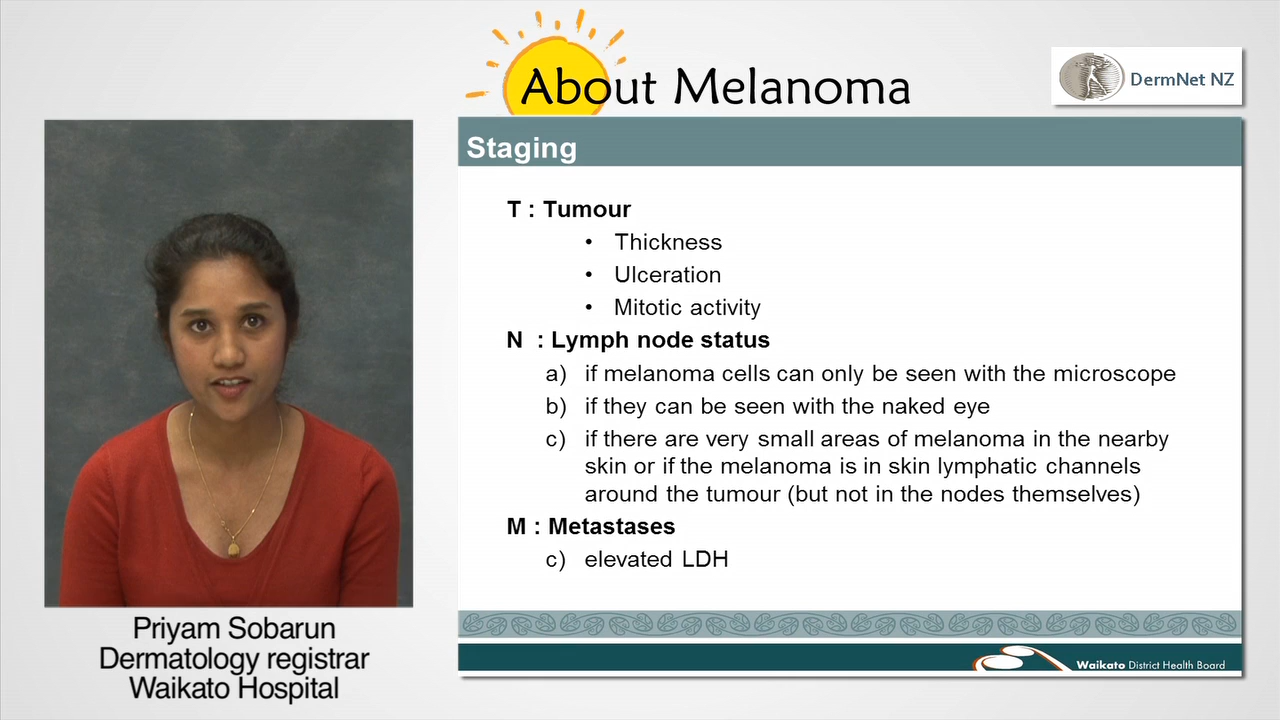 About Melanoma
DermNet NZ
Staging
T : Tumour
• Thickness
• Ulceration
• Mitotic activity
N : Lymph node status
a) if melanoma cells can only be seen with the microscope
b) if they can be seen with the naked eye
c) if there are very small areas of melanoma in the nearby
skin or if the melanoma is in skin lymphatic channels
around the tumour (but not in the nodes themselves)
M : Metastases
c) elevated LDH
Waikato District Health Board
Priyam Sobarun
Dermatology registrar
Waikato Hospital